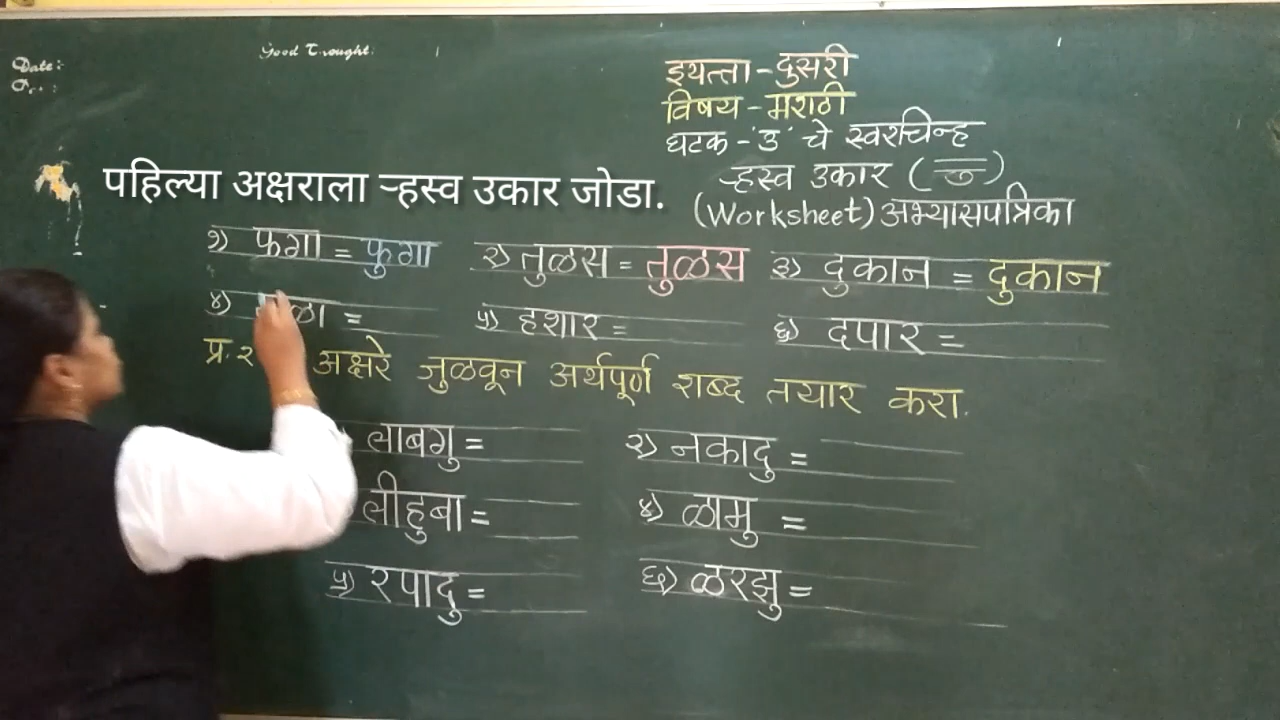 Good Thought:
Date:-
इयत्ता - दुसरी
विषय - मराठी
घटक - 'उ' चे स्वरचिन्ह
ऱ्हस्व उकार ( ु )
(Worksheet) अभ्यासपत्रिका
पहिल्या अक्षराला ऱ्हस्व उकार जोडा.
१) फगा = फुगा २) तुळस = तुळस ३) दुकान = दुकान
४) ळा = ५) हशार = ६) दपार =
प्र. २ अक्षरे जुळवून अर्थपूर्ण शब्द तयार करा.
लाबगु = २) नकादु =
लीहुबा = ४) ळामु =
५) रपादु = ६) ळरझु =